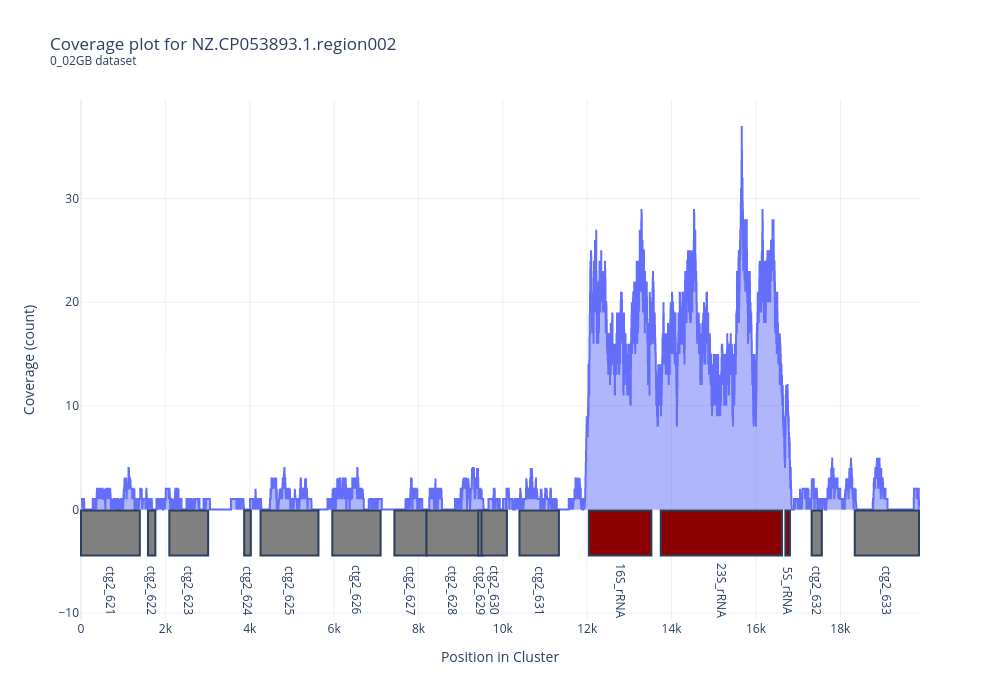 Coverage plot for NZ.CP053893.1.region002
0_02GB dataset
Coverage (count)
30
20
10
0
−10
ctg2_621
ctg2_622
ctg2_623
ctg2_624
ctg2_625
ctg2_626
ctg2_627
ctg2_628
ctg2_629
ctg2_630
ctg2_631
16S_rRNA
23S_rRNA
5S_rRNA
ctg2_632
ctg2_633
0 2k 4k 6k 8k 10k 12k 14k 16k 18k
Position in Cluster